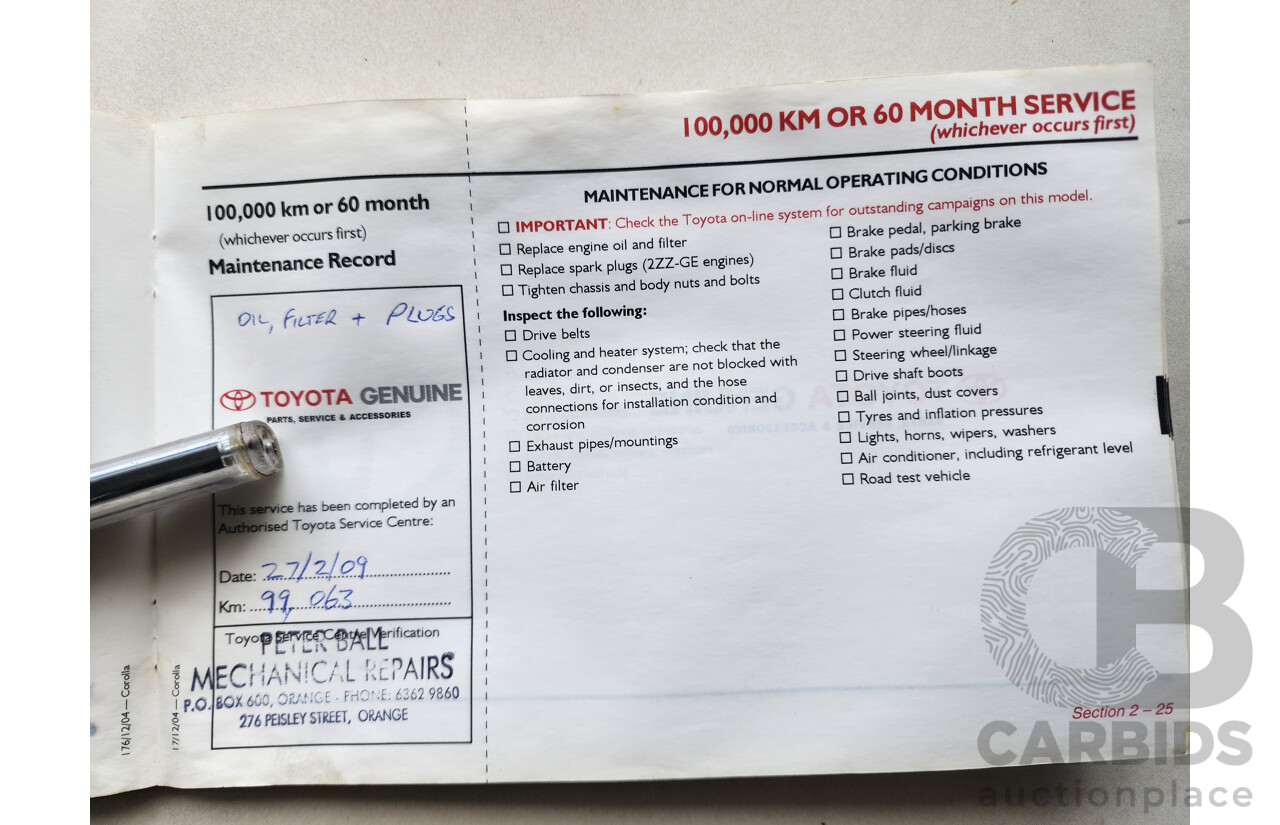 100,000 KM OR 60 MONTH SERVICE
(whichever occurs first)
100,000 km or 60 month
(whichever occurs first)
Maintenance Record
OIL, FILTER + PLUGS
TOYOTA GENUINE
PARTS, SERVICE & ACCESSORIES
This service has been completed by an
Authorised Toyota Service Centre:
Date: 27/2/09
Km: 99,063
Toyota Service Centre Verification
PETER BALL
MECHANICAL REPAIRS
P.O. BOX 600, ORANGE - PHONE: 6362 9860
276 PEISLEY STREET, ORANGE
176/12/04 — Corolla
17/12/04 — Corolla
MAINTENANCE FOR NORMAL OPERATING CONDITIONS
IMPORTANT: Check the Toyota on-line system for outstanding campaigns on this model.
Replace engine oil and filter
Replace spark plugs (2ZZ-GE engines)
Tighten chassis and body nuts and bolts
Inspect the following:
Drive belts
Cooling and heater system; check that the
radiator and condenser are not blocked with
leaves, dirt, or insects, and the hose
connections for installation condition and
corrosion
Exhaust pipes/mountings
Battery
Air filter
Brake pedal, parking brake
Brake pads/discs
Brake fluid
Clutch fluid
Brake pipes/hoses
Power steering fluid
Steering wheel/linkage
Drive shaft boots
Ball joints, dust covers
Tyres and inflation pressures
Lights, horns, wipers, washers
Air conditioner, including refrigerant level
Road test vehicle
Section 2 – 25
CB
CARBIDS
auctionplace